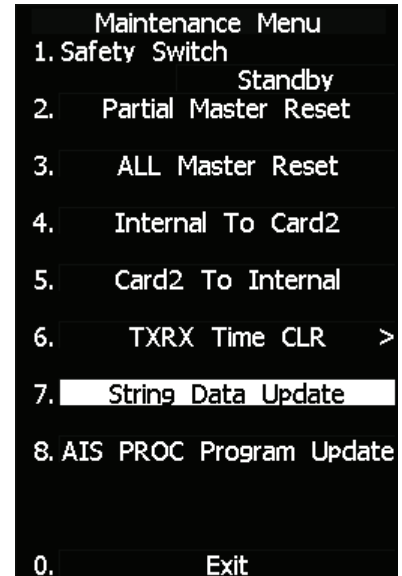 Maintenance Menu
1. Safety Switch
Standby
2. Partial Master Reset
3. ALL Master Reset
4. Internal To Card2
5. Card2 To Internal
6. TXRX Time CLR >
7. String Data Update
8. AIS PROC Program Update
0. Exit